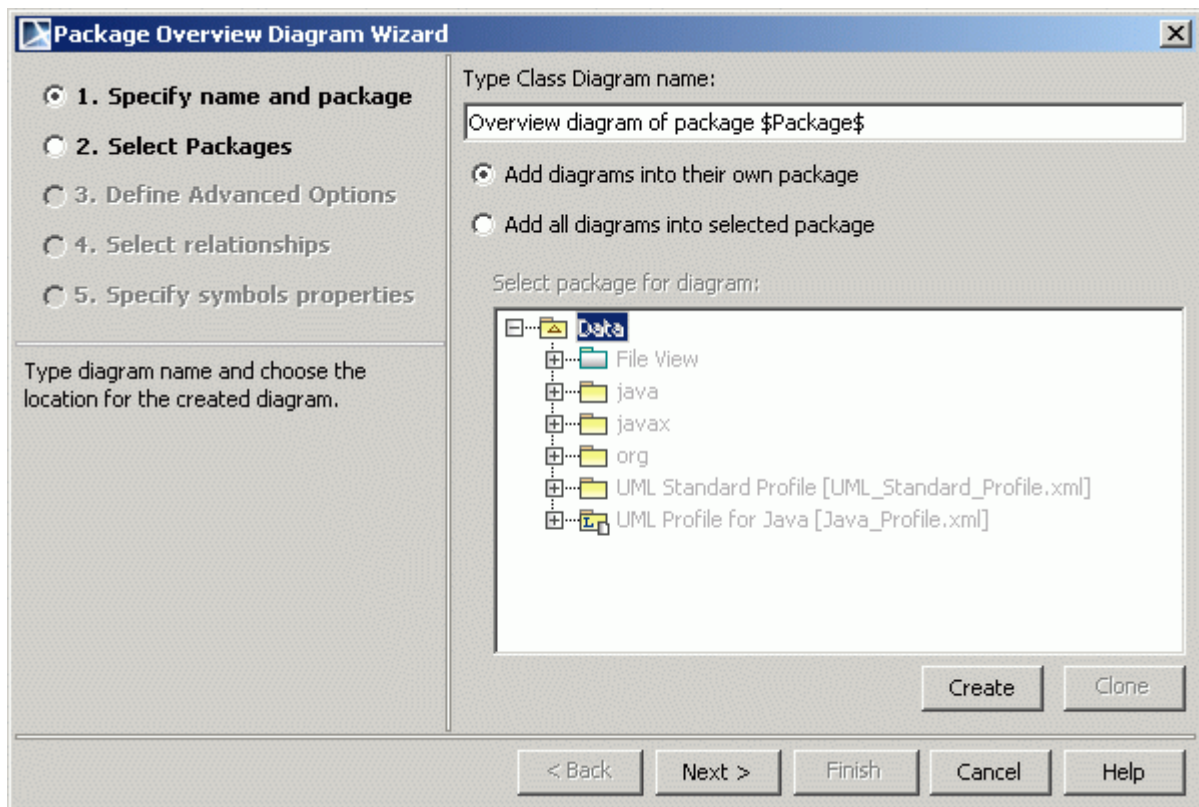 Package Overview Diagram Wizard
1. Specify name and package
2. Select Packages
3. Define Advanced Options
4. Select relationships
5. Specify symbols properties
Type diagram name and choose the
location for the created diagram.
Type Class Diagram name:
Overview diagram of package $Package$
Add diagrams into their own package
Add all diagrams into selected package
Select package for diagram:
Data
File View
java
javax
org
UML Standard Profile [UML_Standard_Profile.xml]
UML Profile for Java [Java_Profile.xml]
Create
Clone
< Back
Next >
Finish
Cancel
Help